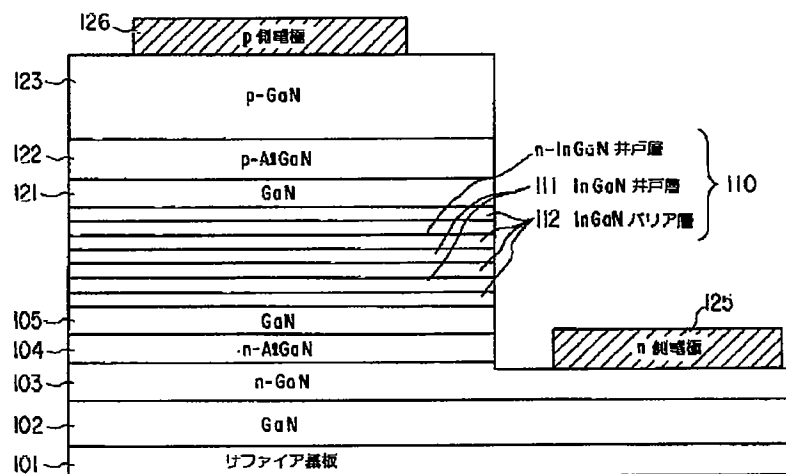 126
p 側電極
123
p-GaN
122
p-AlGaN
n-InGaN 井戸層
121
GaN
111 InGaN 井戸層
110
112 InGaN バリア層
105
GaN
125
104
n-AlGaN
n 側電極
103
n-GaN
102
GaN
101
サファイア基板